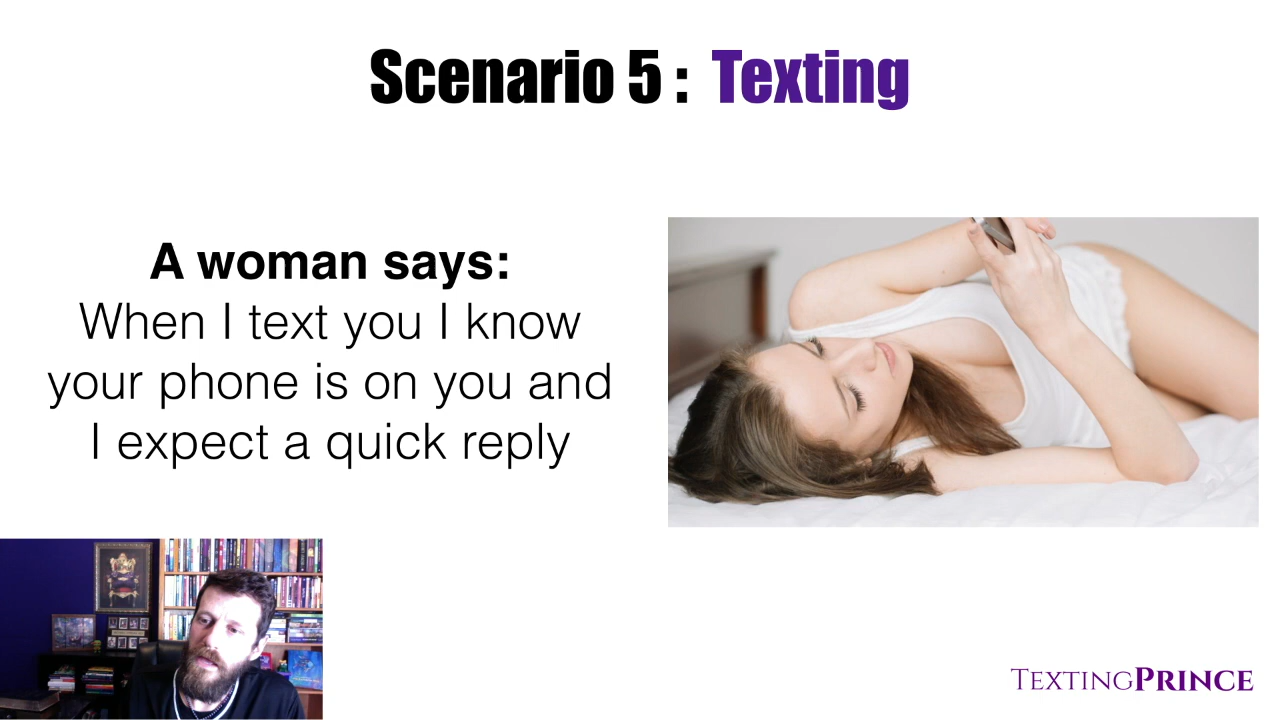 Scenario 5 : Texting
A woman says:
When I text you I know
your phone is on you and
I expect a quick reply
TEXTINGPRINCE